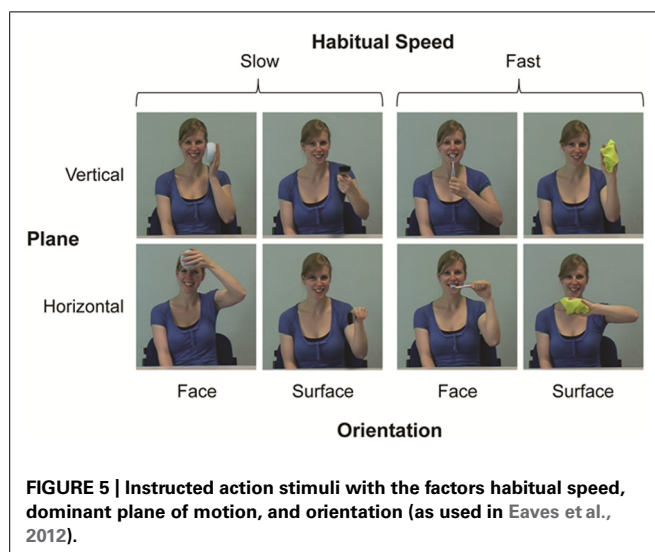 Habitual Speed
Slow Fast
Vertical
Plane
Horizontal
Face Surface Face Surface
Orientation
FIGURE 5 | Instructed action stimuli with the factors habitual speed,
dominant plane of motion, and orientation (as used in Eaves et al.,
2012).